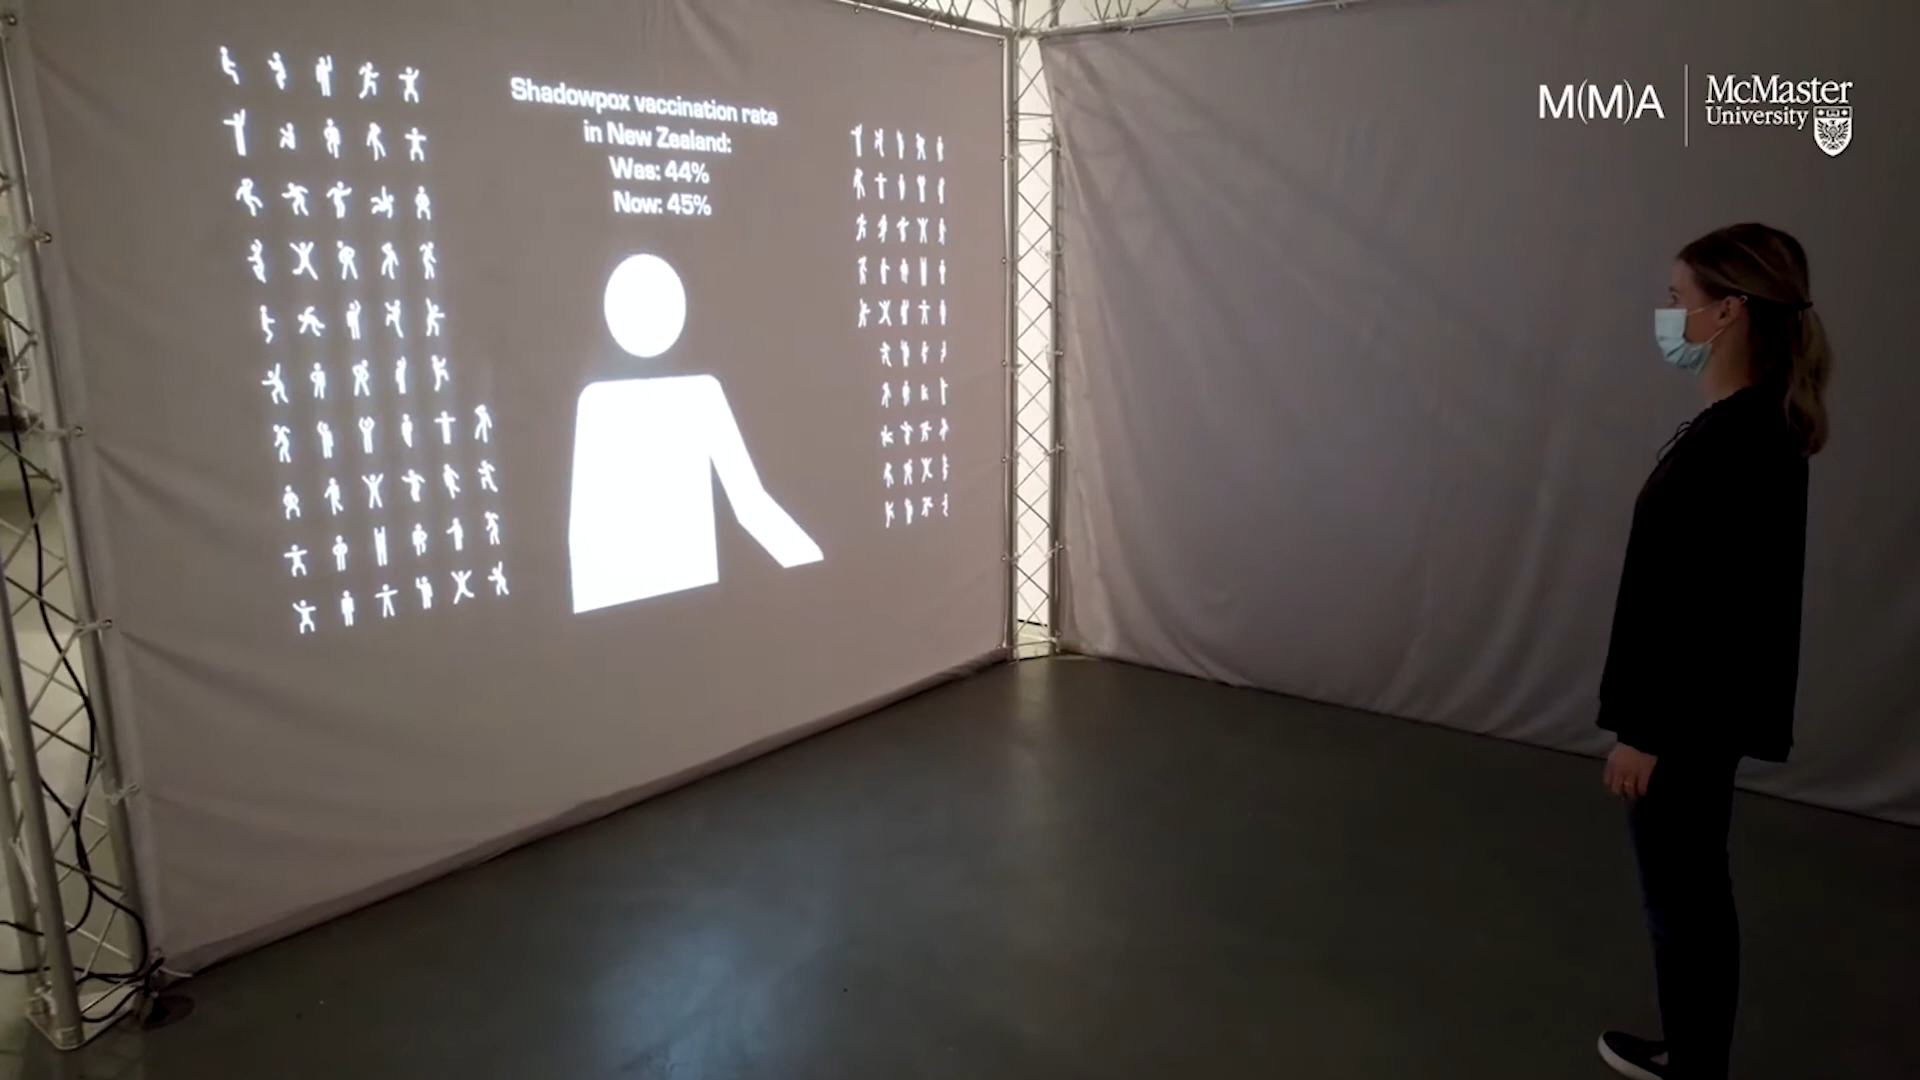 Shadowpox vaccination rate
in New Zealand:
Was: 44%
Now: 45%
M(M)A
McMaster
University